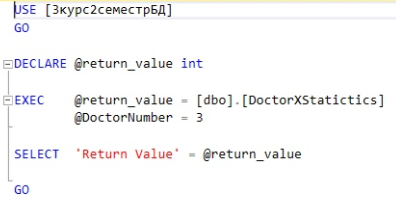 USE [3курс2семестрБД]
GO
DECLARE @return_value int
EXEC @return_value = [dbo].[DoctorXStatictics]
@DoctorNumber = 3
SELECT 'Return Value' = @return_value
GO